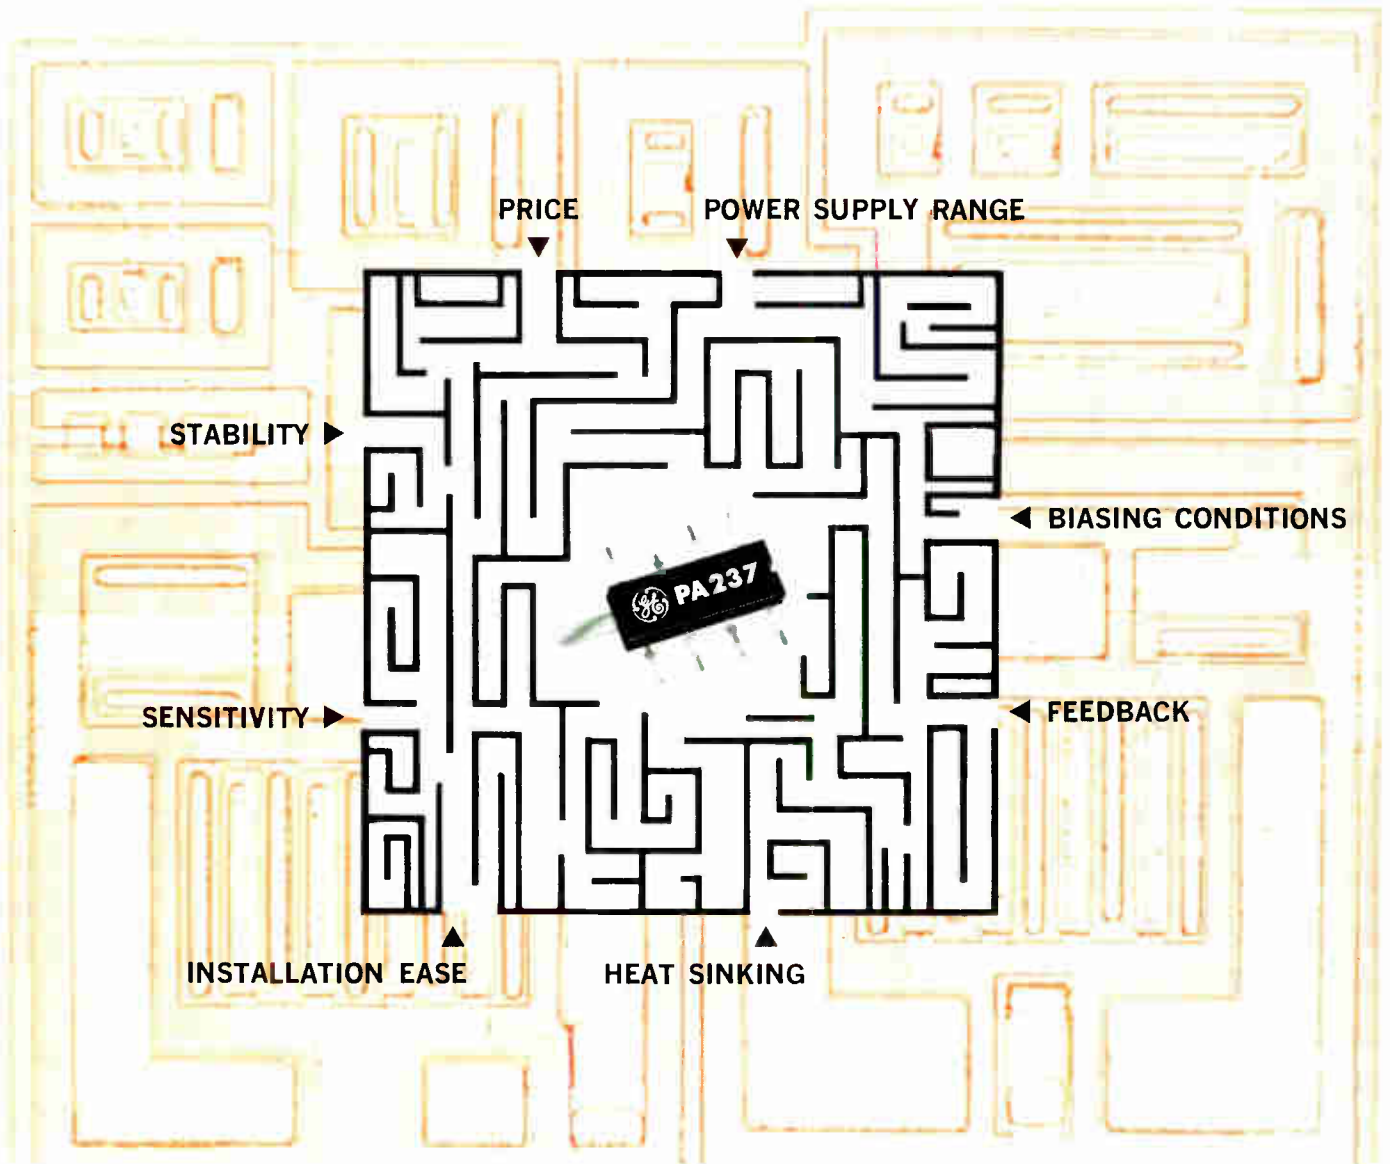 PRICE
POWER SUPPLY RANGE
STABILITY
BIASING CONDITIONS
PA237
SENSITIVITY
FEEDBACK
INSTALLATION EASE
HEAT SINKING